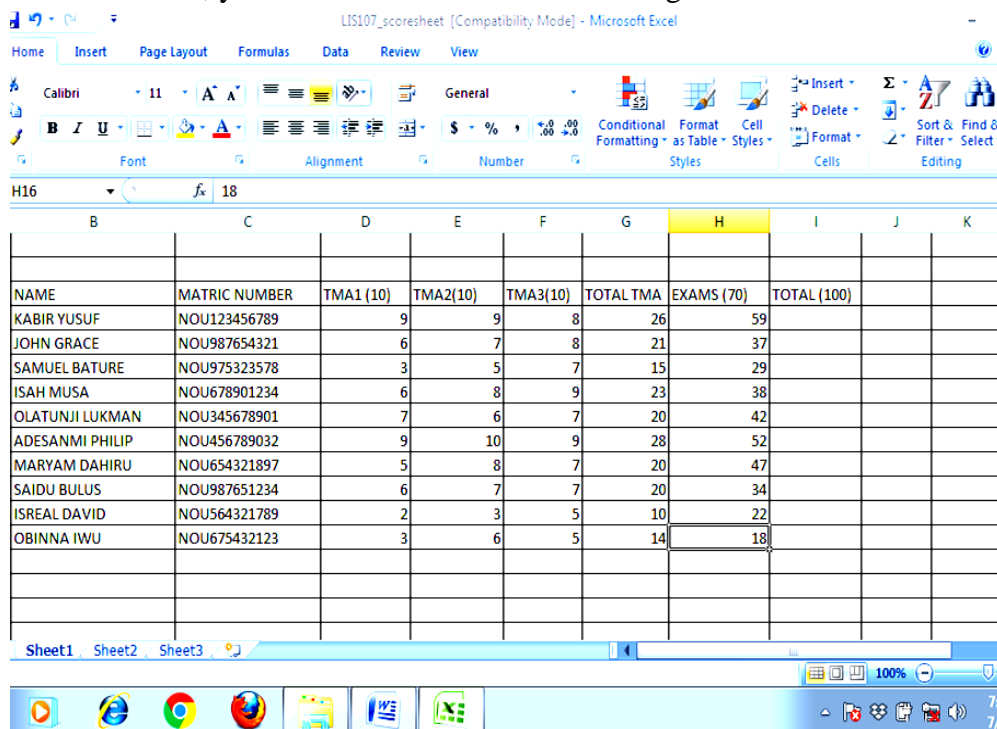 LIS107_scoresheet [Compatibility Mode] - Microsoft Excel
Home Insert Page Layout Formulas Data Review View
Calibri 11 A A General Insert Σ
B I U A $ % , .0 .00 .00 .0 Conditional Formatting Format as Table Cell Styles Delete Format Sort & Filter Find & Select
Font Alignment Number Styles Cells Editing
H16 fx 18
B C D E F G H I J K
NAME MATRIC NUMBER TMA1 (10) TMA2(10) TMA3(10) TOTAL TMA EXAMS (70) TOTAL (100)
KABIR YUSUF NOU123456789 9 9 8 26 59
JOHN GRACE NOU987654321 6 7 8 21 37
SAMUEL BATURE NOU975323578 3 5 7 15 29
ISAH MUSA NOU678901234 6 8 9 23 38
OLATUNJI LUKMAN NOU345678901 7 6 7 20 42
ADESANMI PHILIP NOU456789032 9 10 9 28 52
MARYAM DAHIRU NOU654321897 5 8 7 20 47
SAIDU BULUS NOU987651234 6 7 7 20 34
ISREAL DAVID NOU564321789 2 3 5 10 22
OBINNA IWU NOU675432123 3 6 5 14 18
Sheet1 Sheet2 Sheet3
100%